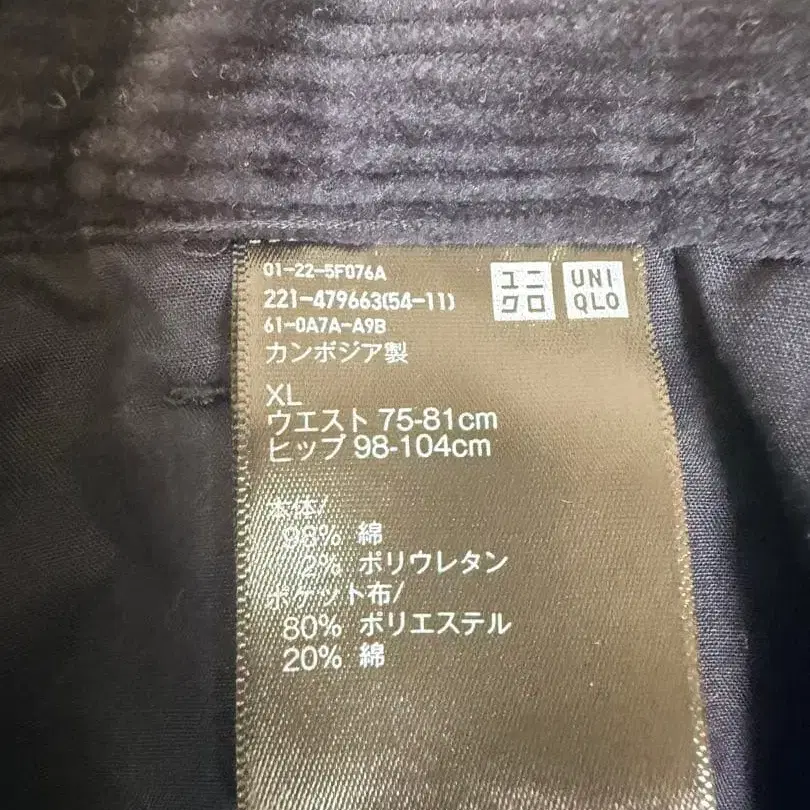 01-22-5F076A
221-479663(54-11)
61-0A7A-A9B
カンボジア製
ユニ
クロ
UNI
QLO
XL
ウエスト 75-81cm
ヒップ 98-104cm
本体/
98% 綿
2% ポリウレタン
ポケット布/
80% ポリエステル
20% 綿